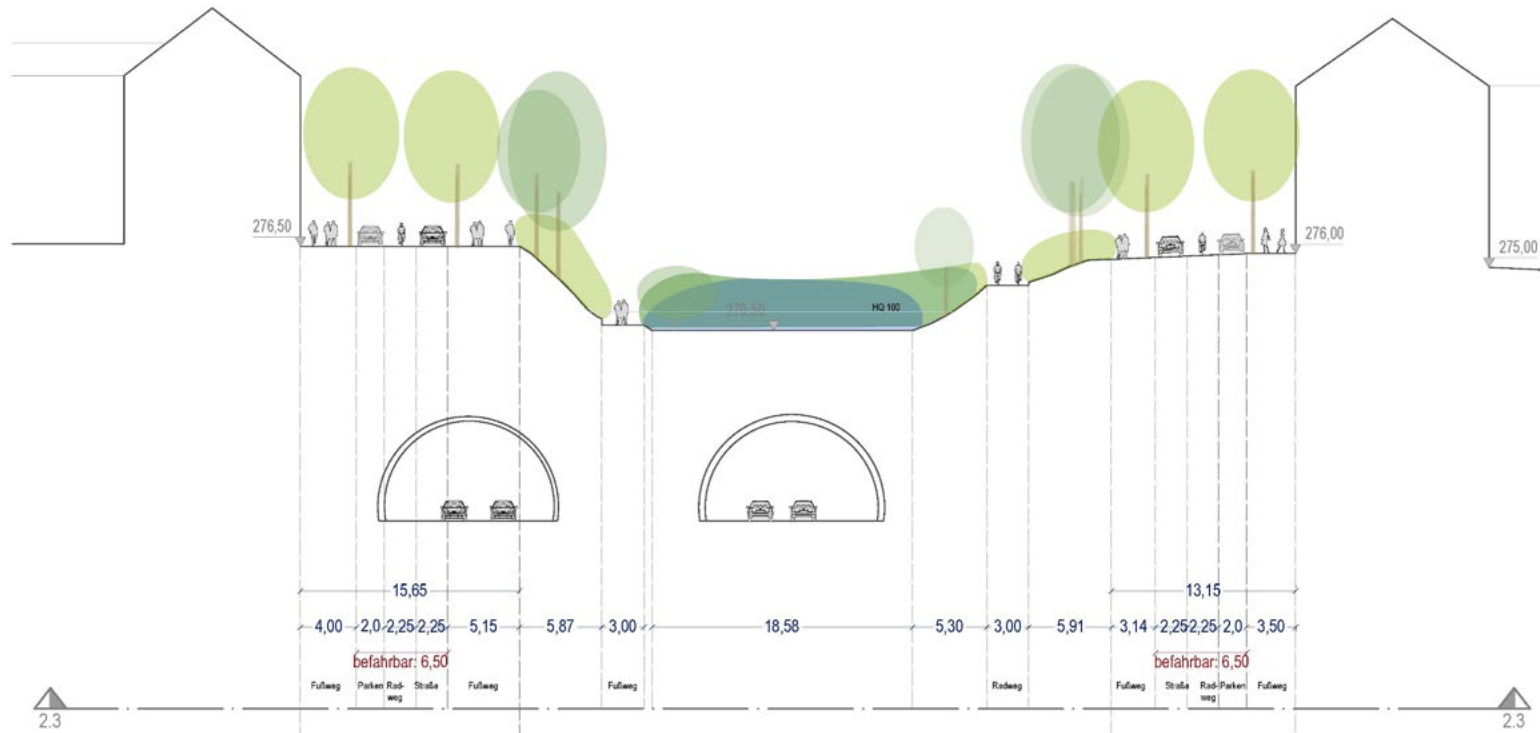 276,50
276,00
275,00
HQ 100
270,50
15,65
13,15
4,00 2,0 2,25 2,25 5,15 5,87 3,00 18,58 5,30 3,00 5,91 3,14 2,25 2,25 2,0 3,50
befahrbar: 6,50
befahrbar: 6,50
Fußweg Parken Rad- Straße Fußweg Fußweg Radweg Fußweg Straße Rad- Parken Fußweg
weg weg
2.3 2.3